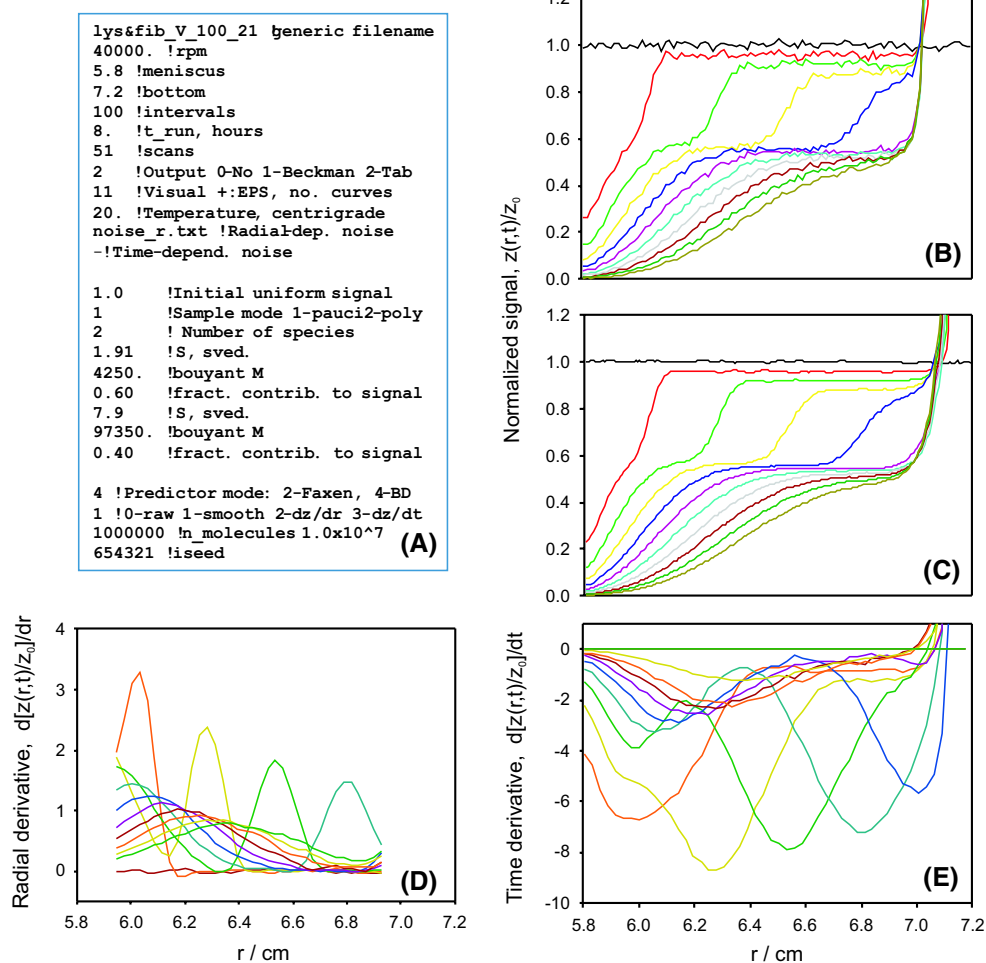 lys&fib_V_100_21 !generic filename
40000. !rpm
5.8 !meniscus
7.2 !bottom
100 !intervals
8. !t_run, hours
51 !scans
2 !Output 0-No 1-Beckman 2-Tab
11 !Visual +:EPS, no. curves
20. !Temperature, centrigrade
noise_r.txt !Radial-dep. noise
-!Time-depend. noise
1.0 !Initial uniform signal
1 !Sample mode 1-pauci2-poly
2 ! Number of species
1.91 !S, sved.
4250. !bouyant M
0.60 !fract. contrib. to signal
7.9 !S, sved.
97350. !bouyant M
0.40 !fract. contrib. to signal
4 !Predictor mode: 2-Faxen, 4-BD
1 !0-raw 1-smooth 2-dz/dr 3-dz/dt
1000000 !n_molecules 1.0x10^7
654321 !iseed
(A)
Normalized signal, z(r,t)/z₀
1.2
1.0
0.8
0.6
0.4
0.2
0.0
(B)
1.2
1.0
0.8
0.6
0.4
0.2
0.0
(C)
Radial derivative, d[z(r,t)/z₀]/dr
4
3
2
1
0
(D)
5.8 6.0 6.2 6.4 6.6 6.8 7.0 7.2
r / cm
Time derivative, d[z(r,t)/z₀]/dt
0
-2
-4
-6
-8
-10
(E)
5.8 6.0 6.2 6.4 6.6 6.8 7.0 7.2
r / cm